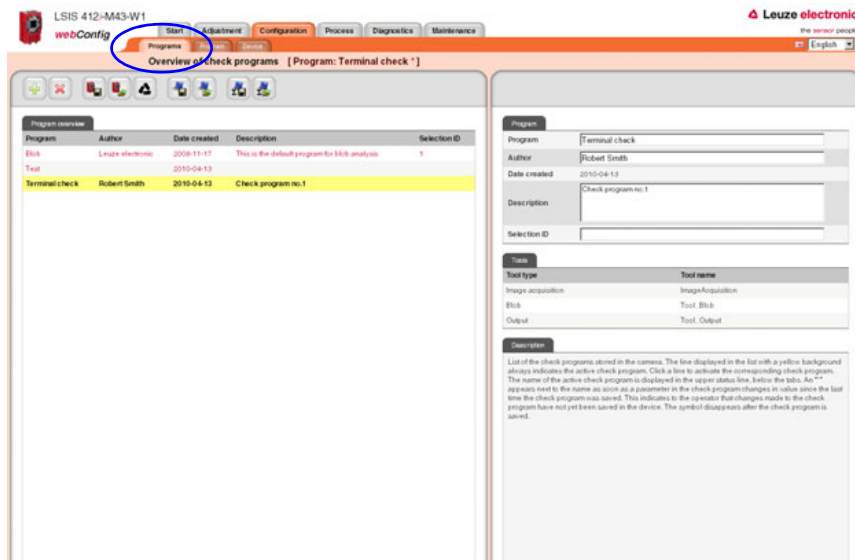 LSIS 412i-M43-W1
webConfig
Start Adjustment Configuration Process Diagnostics Maintenance
Leuze electronic
the sensor people
Programs Program Device
English
Overview of check programs [ Program: Terminal check * ]
Program overview
Program Author Date created Description Selection ID
Blob Leuze electronic 2008-11-17 This is the default program for blob analysis 1
Test 2010-04-13
Terminal check Robert Smith 2010-04-13 Check program no.1
Program
Program Terminal check
Author Robert Smith
Date created 2010-04-13
Description Check program no.1
Selection ID
Tools
Tool type Tool name
Image acquisition ImageAcquisition
Blob Tool_Blob
Output Tool_Output
Description
List of the check programs stored in the camera. The line displayed in the list with a yellow background
always indicates the active check program. Click a line to activate the corresponding check program.
The name of the active check program is displayed in the upper status line, below the tabs. An "*"
appears next to the name as soon as a parameter in the check program changes in value since the last
time the check program was saved. This indicates to the operator that changes made to the check
program have not yet been saved in the device. The symbol disappears after the check program is
saved.